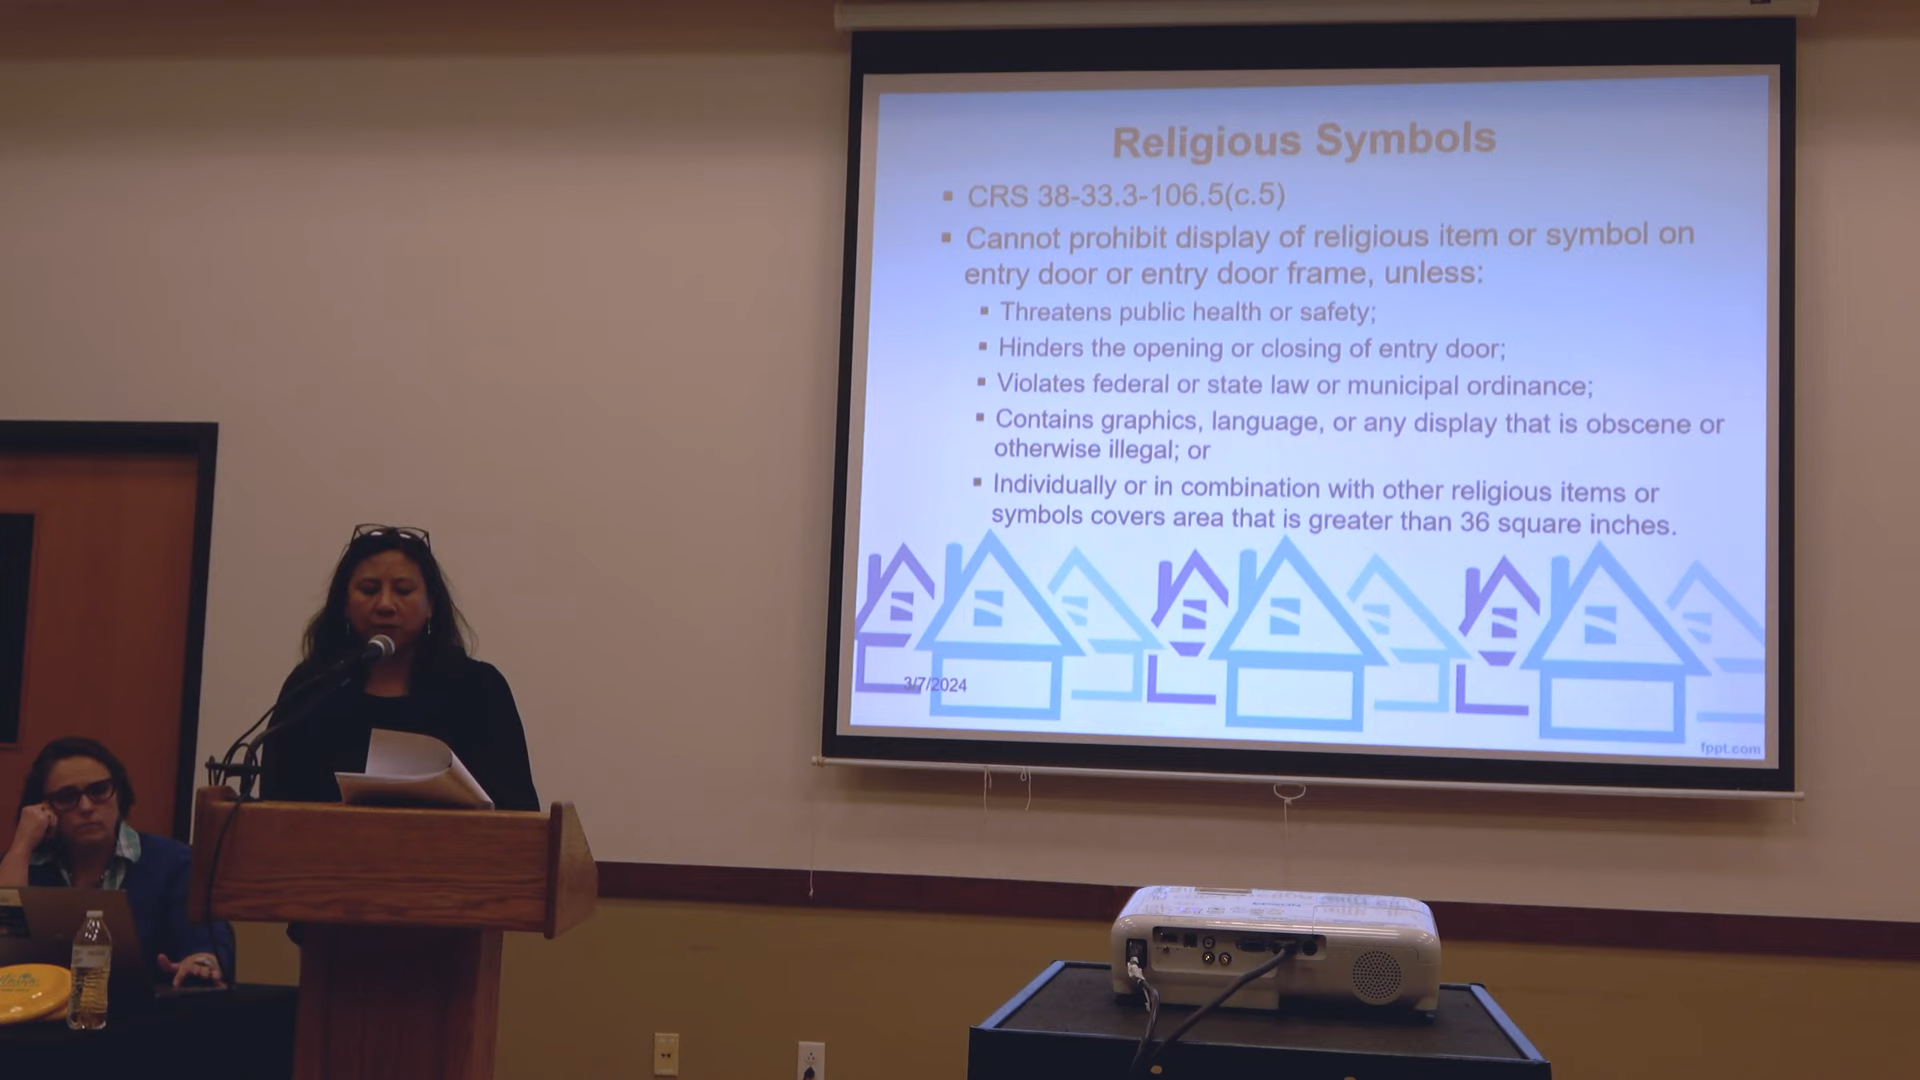 Religious Symbols
▪ CRS 38-33.3-106.5(c.5)
▪ Cannot prohibit display of religious item or symbol on
entry door or entry door frame, unless:
▪ Threatens public health or safety;
▪ Hinders the opening or closing of entry door;
▪ Violates federal or state law or municipal ordinance;
▪ Contains graphics, language, or any display that is obscene or
otherwise illegal; or
▪ Individually or in combination with other religious items or
symbols covers area that is greater than 36 square inches.
3/7/2024
fppt.com